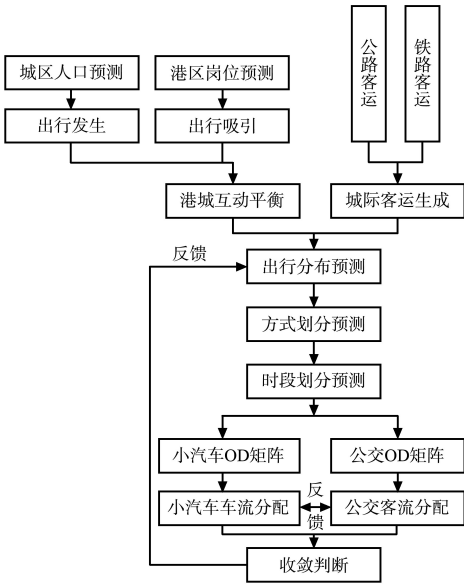 公路客运
铁路客运
城区人口预测
港区岗位预测
出行发生
出行吸引
港城互动平衡
城际客运生成
反馈
出行分布预测
方式划分预测
时段划分预测
小汽车OD矩阵
公交OD矩阵
小汽车车流分配
反馈
公交客流分配
收敛判断